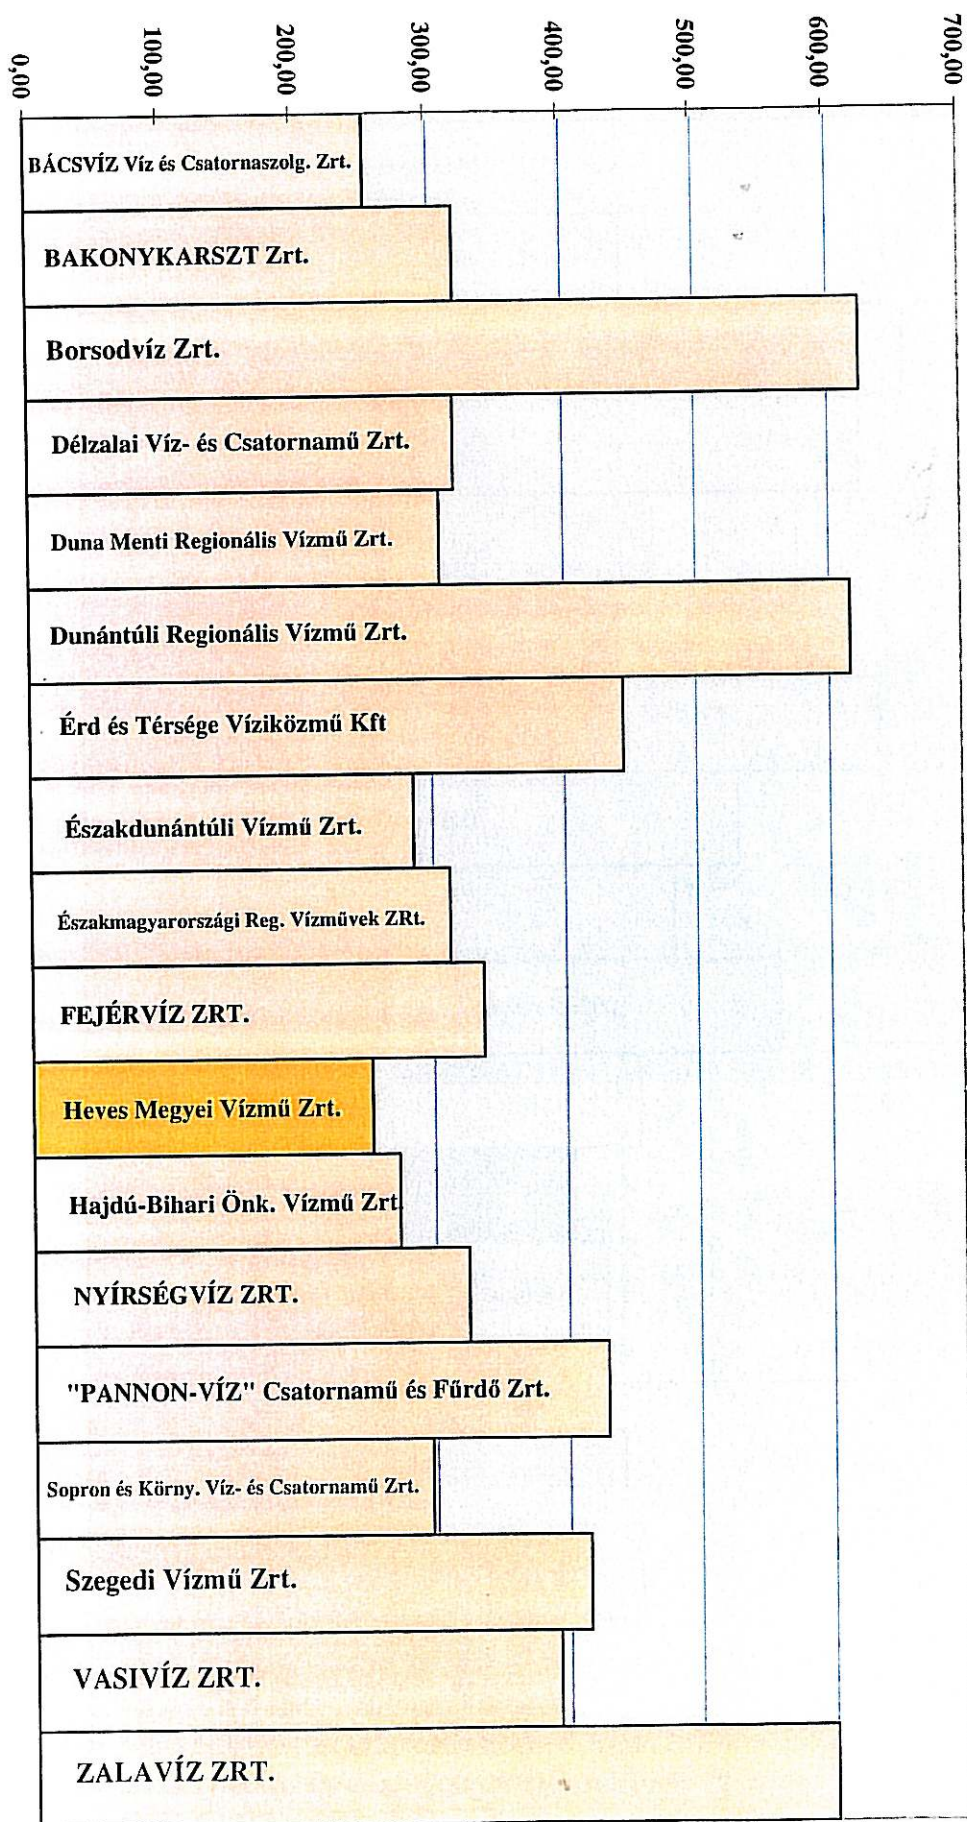 0,00
100,00
200,00
300,00
400,00
500,00
600,00
700,00
BÁCSVÍZ Víz és Csatornaszolg. Zrt.
BAKONYKARSZT Zrt.
Borsodvíz Zrt.
Délzalai Víz- és Csatornamű Zrt.
Duna Menti Regionális Vízmű Zrt.
Dunántúli Regionális Vízmű Zrt.
Érd és Térsége Víziközmű Kft
Északdunántúli Vízmű Zrt.
Északmagyarországi Reg. Vízművek ZRt.
FEJÉRVÍZ ZRT.
Heves Megyei Vízmű Zrt.
Hajdú-Bihari Önk. Vízmű Zrt
NYÍRSÉGVÍZ ZRT.
"PANNON-VÍZ" Csatornamű és Fűrdő Zrt.
Sopron és Körny. Víz- és Csatornamű Zrt.
Szegedi Vízmű Zrt.
VASIVÍZ ZRT.
ZALAVÍZ ZRT.